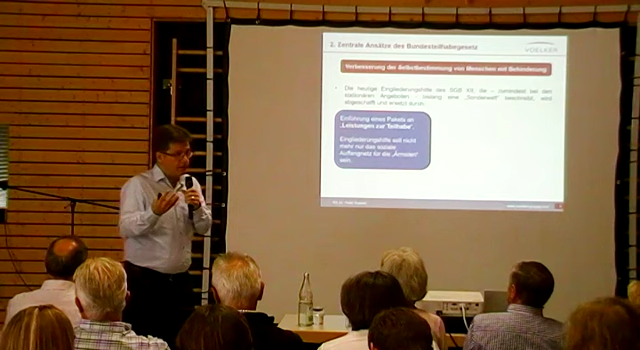 2. Zentrale Ansätze des Bundesteilhabegesetz
VOELKER
Verbesserung der Selbstbestimmung von Menschen mit Behinderung
Die heutige Eingliederungshilfe des SGB XII, die – zumindest bei den
stationären Angeboten – bislang eine „Sonderwelt" beschreibt, wird
abgeschafft und ersetzt durch:
Einführung eines Panels an
„Leistungen zur Teilhabe".
Eingliederungshilfe soll nicht
mehr nur das soziale
Auffangnetz für die „Ärmsten"
sein.